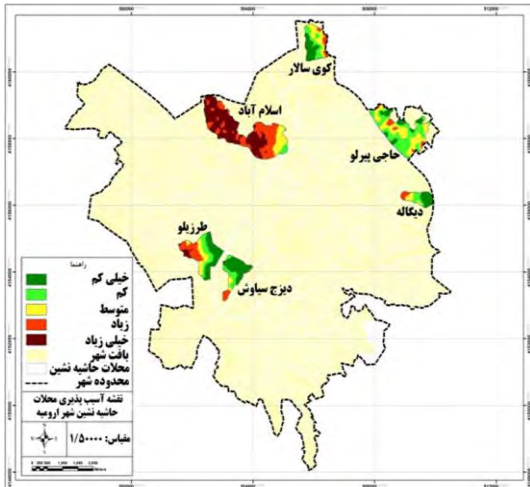 کوی سالار
اسلام آباد
حاجی پیرلو
دیگاله
طرزیلو
دیزج سیاوش
راهنما
خیلی کم
کم
متوسط
زیاد
خیلی زیاد
بافت شهر
محلات حاشیه نشین
محدوده شهر
نقشه آسیب پذیری محلات
حاشیه نشین شهر ارومیه
مقیاس: ۱/۵۰۰۰۰